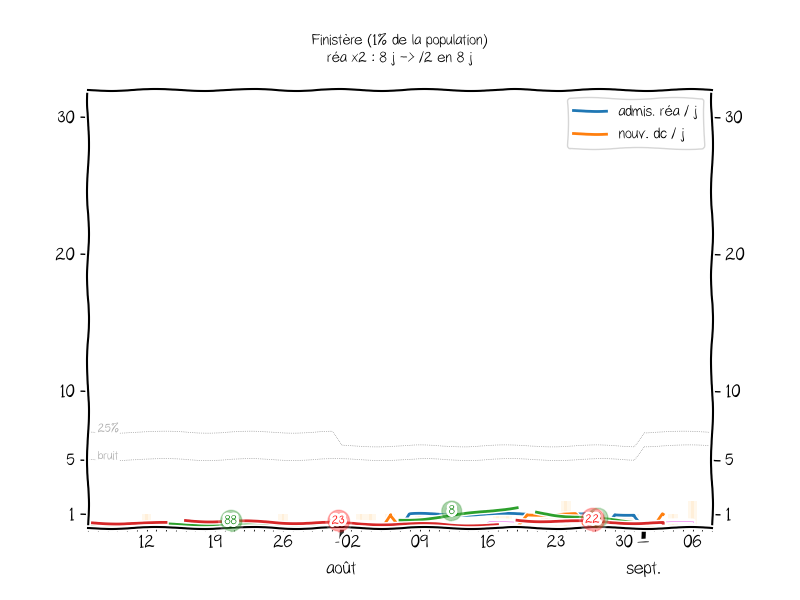 Finistère (1% de la population)
réa x2 : 8 j -> /2 en 8 j
admis. réa / j
nouv. dc / j
30 30
20 20
10 10
25%
bruit
5 5
1 1
88 23 8 22
12 19 26 02 09 16 23 30 06
août sept.